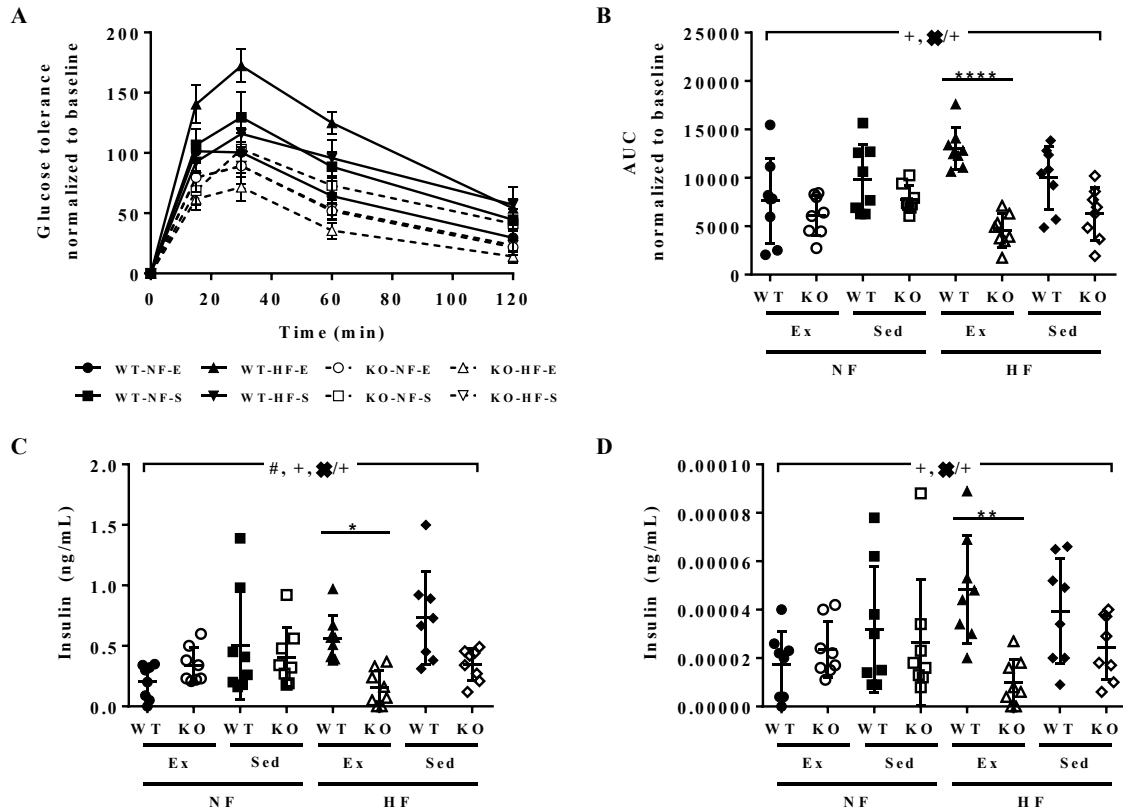 A
Glucose tolerance
normalized to baseline
200
150
100
50
0
0 20 40 60 80 100 120
Time (min)
WT-NF-E WT-HF-E KO-NF-E KO-HF-E
WT-NF-S WT-HF-S KO-NF-S KO-HF-S
B
AUC
normalized to baseline
25000
20000
15000
10000
5000
0
+, ✖/+
****
WT KO WT KO WT KO WT KO
Ex Sed Ex Sed
NF HF
C
Insulin (ng/mL)
2.0
1.5
1.0
0.5
0.0
#, +, ✖/+
*
WT KO WT KO WT KO WT KO
Ex Sed Ex Sed
NF HF
D
Insulin (ng/mL)
0.00010
0.00008
0.00006
0.00004
0.00002
0.00000
+, ✖/+
**
WT KO WT KO WT KO WT KO
Ex Sed Ex Sed
NF HF